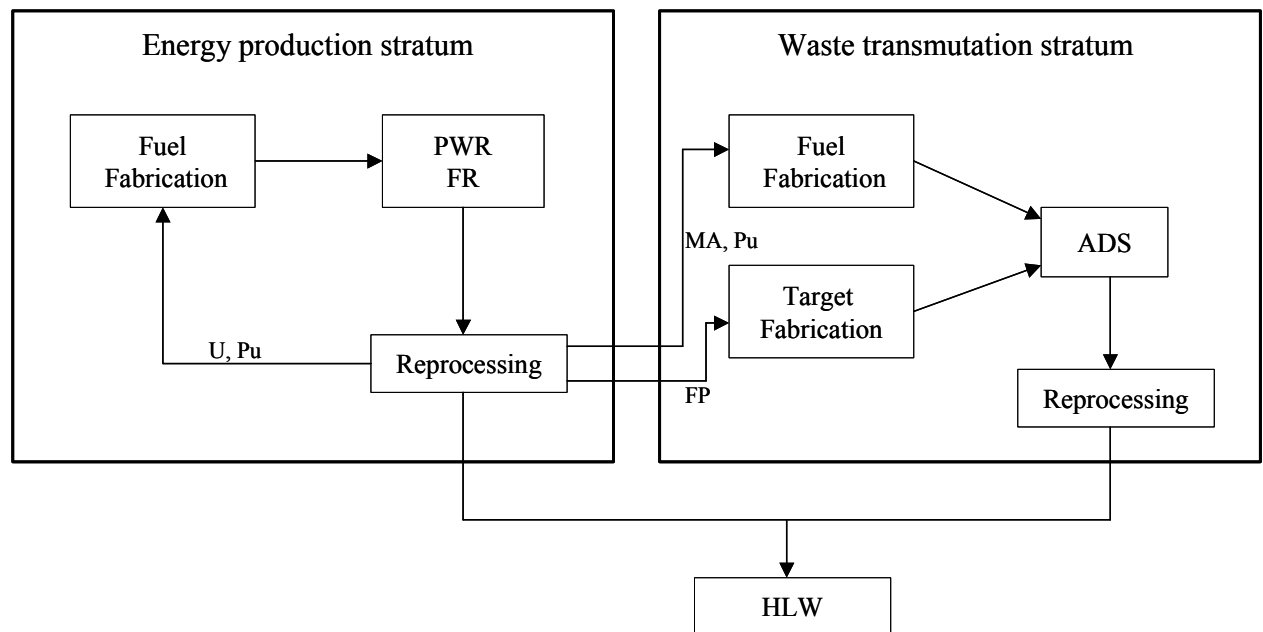 Energy production stratum
Fuel
Fabrication
PWR
FR
U, Pu
Reprocessing
Waste transmutation stratum
MA, Pu
FP
Fuel
Fabrication
Target
Fabrication
ADS
Reprocessing
HLW